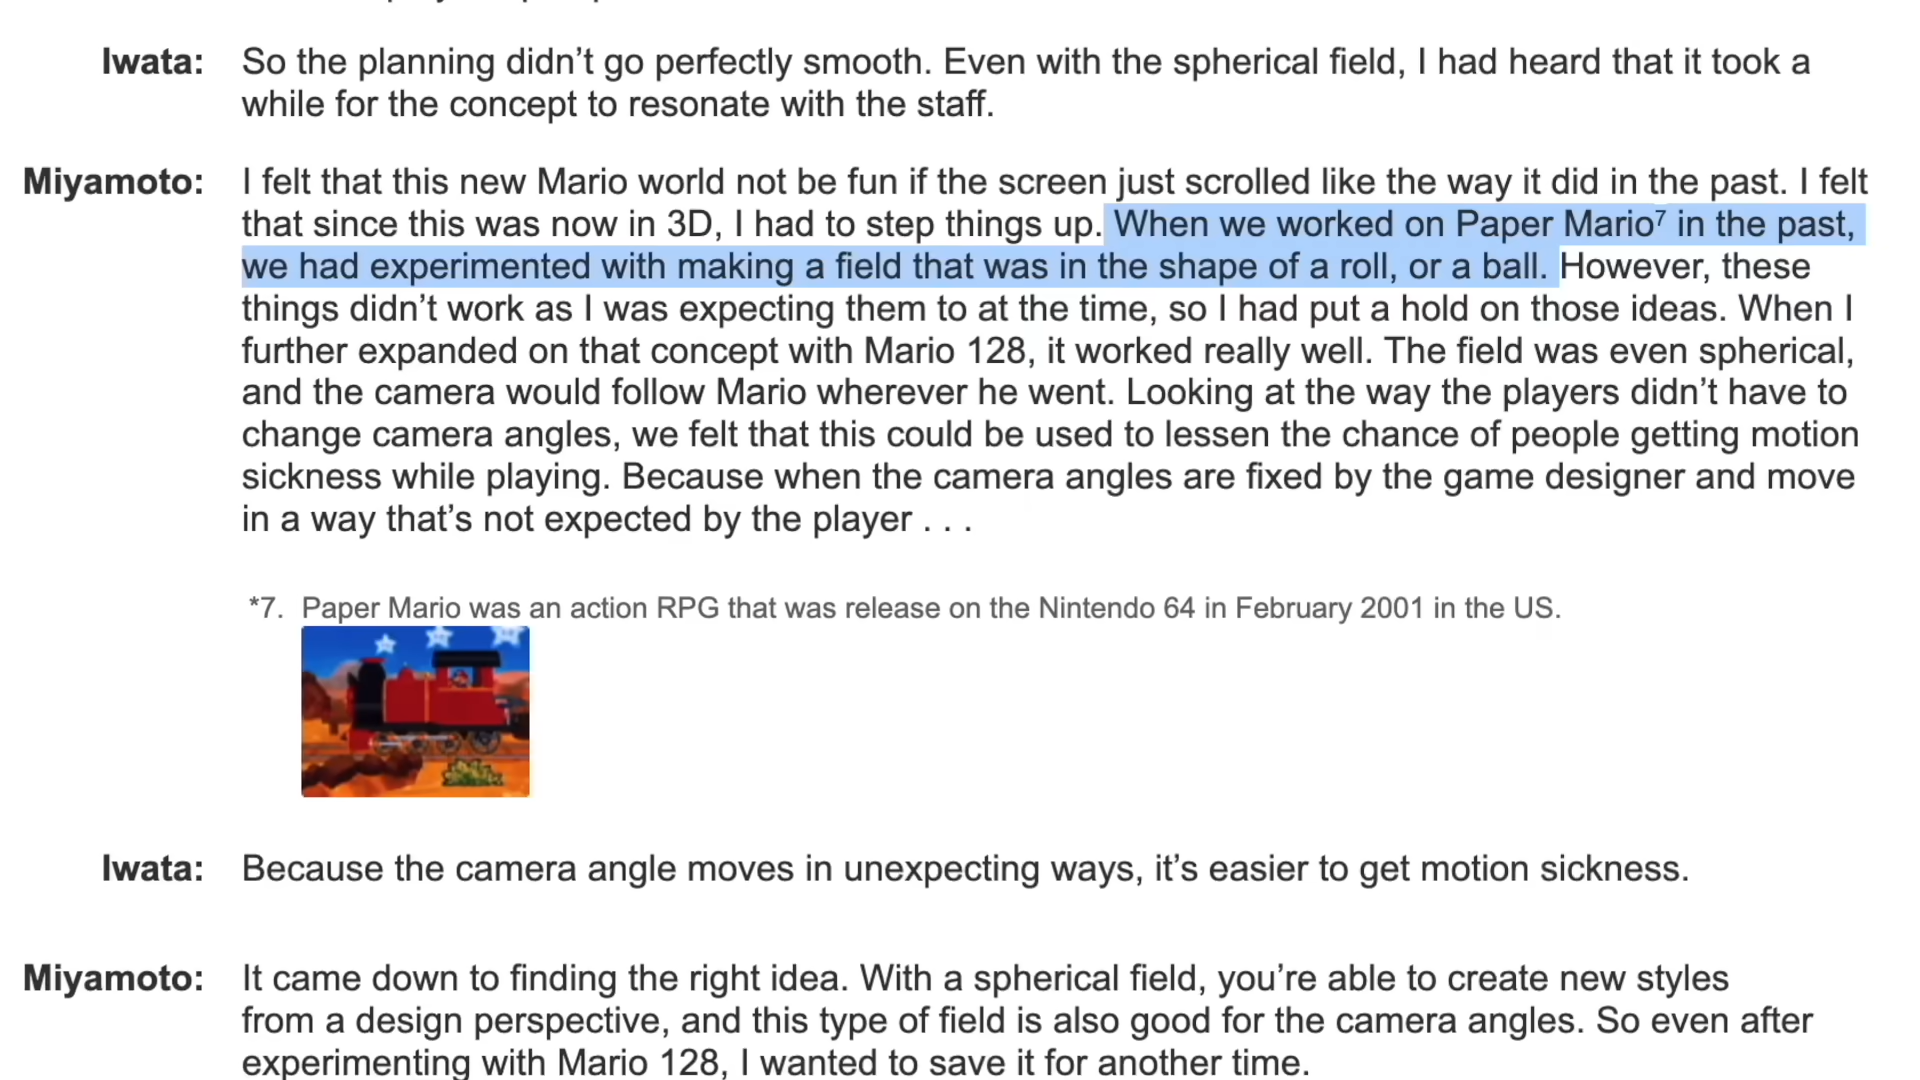 Iwata: So the planning didn’t go perfectly smooth. Even with the spherical field, I had heard that it took a
while for the concept to resonate with the staff.
Miyamoto: I felt that this new Mario world not be fun if the screen just scrolled like the way it did in the past. I felt
that since this was now in 3D, I had to step things up. When we worked on Paper Mario⁷ in the past,
we had experimented with making a field that was in the shape of a roll, or a ball. However, these
things didn’t work as I was expecting them to at the time, so I had put a hold on those ideas. When I
further expanded on that concept with Mario 128, it worked really well. The field was even spherical,
and the camera would follow Mario wherever he went. Looking at the way the players didn’t have to
change camera angles, we felt that this could be used to lessen the chance of people getting motion
sickness while playing. Because when the camera angles are fixed by the game designer and move
in a way that’s not expected by the player . . .
*7. Paper Mario was an action RPG that was release on the Nintendo 64 in February 2001 in the US.
Iwata: Because the camera angle moves in unexpecting ways, it’s easier to get motion sickness.
Miyamoto: It came down to finding the right idea. With a spherical field, you’re able to create new styles
from a design perspective, and this type of field is also good for the camera angles. So even after
experimenting with Mario 128, I wanted to save it for another time.